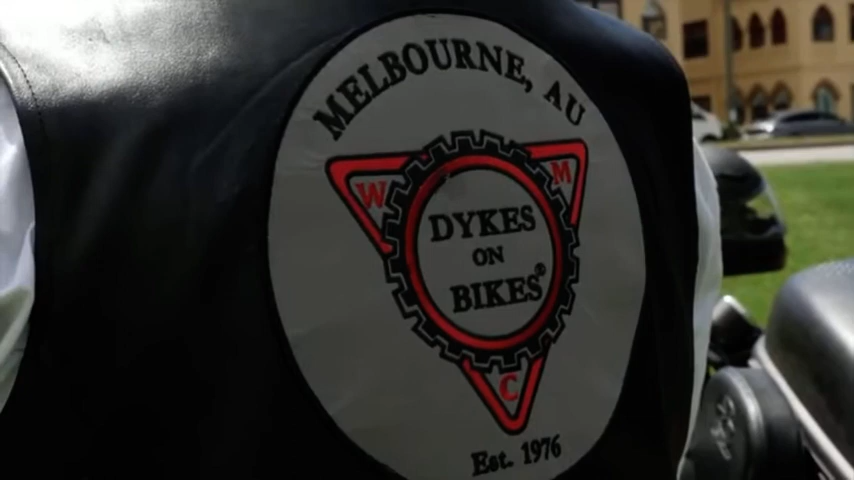 MELBOURNE, AU
W M
DYKES
ON
BIKES®
C
Est. 1976